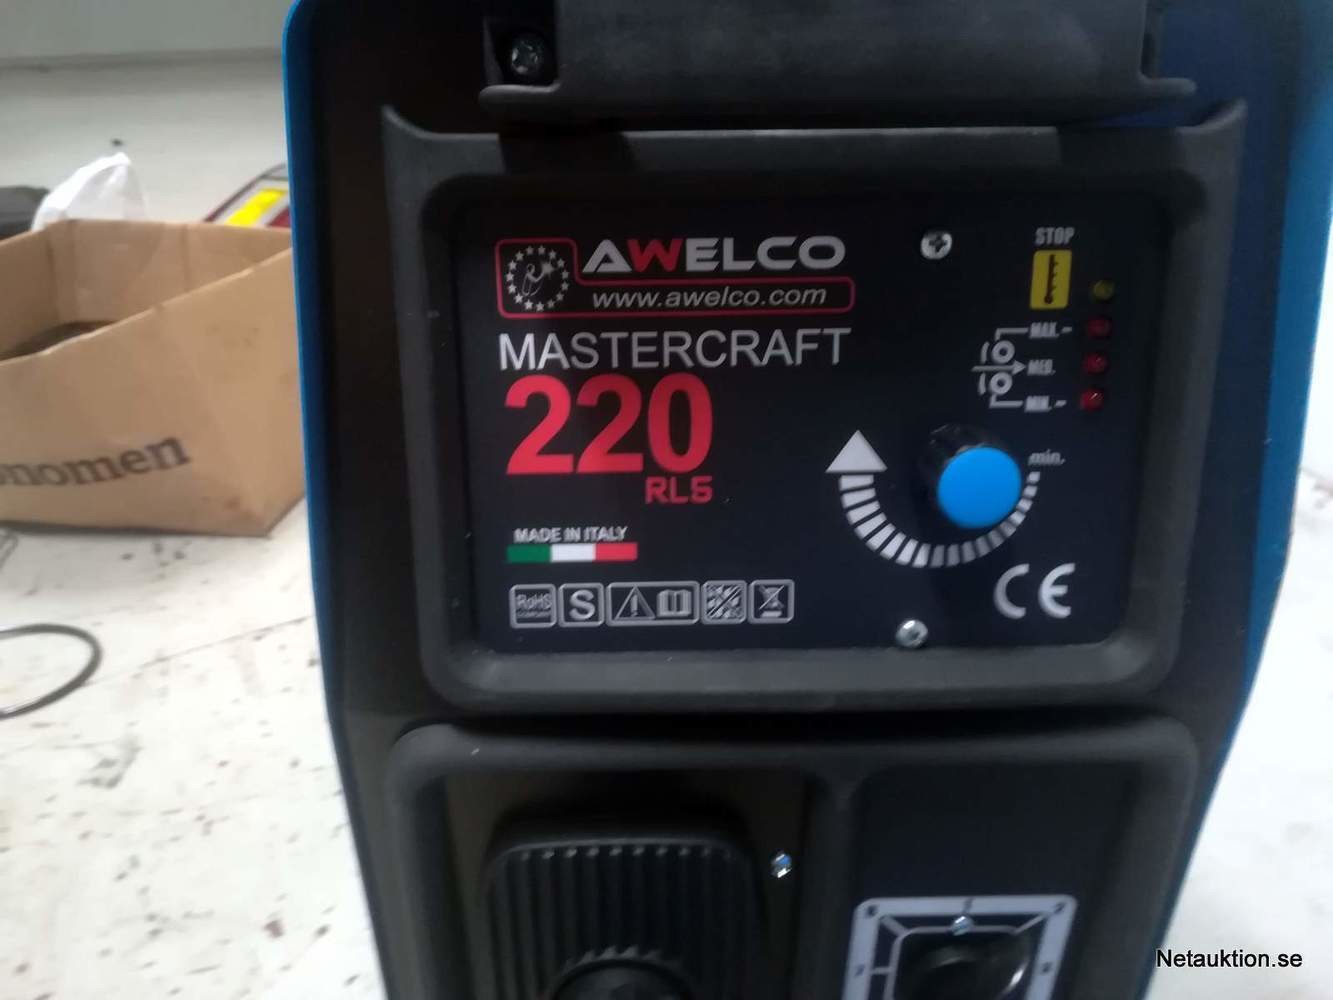 STOP
AWELCO
www.awelco.com
MAX.
MASTERCRAFT
MED.
MIN.
220
min.
RL5
nomen
MADE IN ITALY
RoHS
S
CE
Netauktion.se